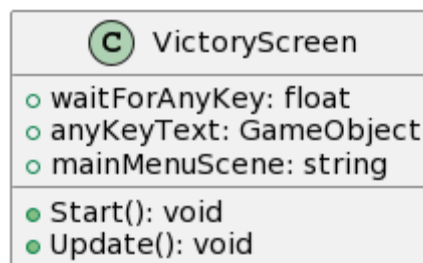 C VictoryScreen
waitForAnyKey: float
anyKeyText: GameObject
mainMenuScene: string
Start(): void
Update(): void